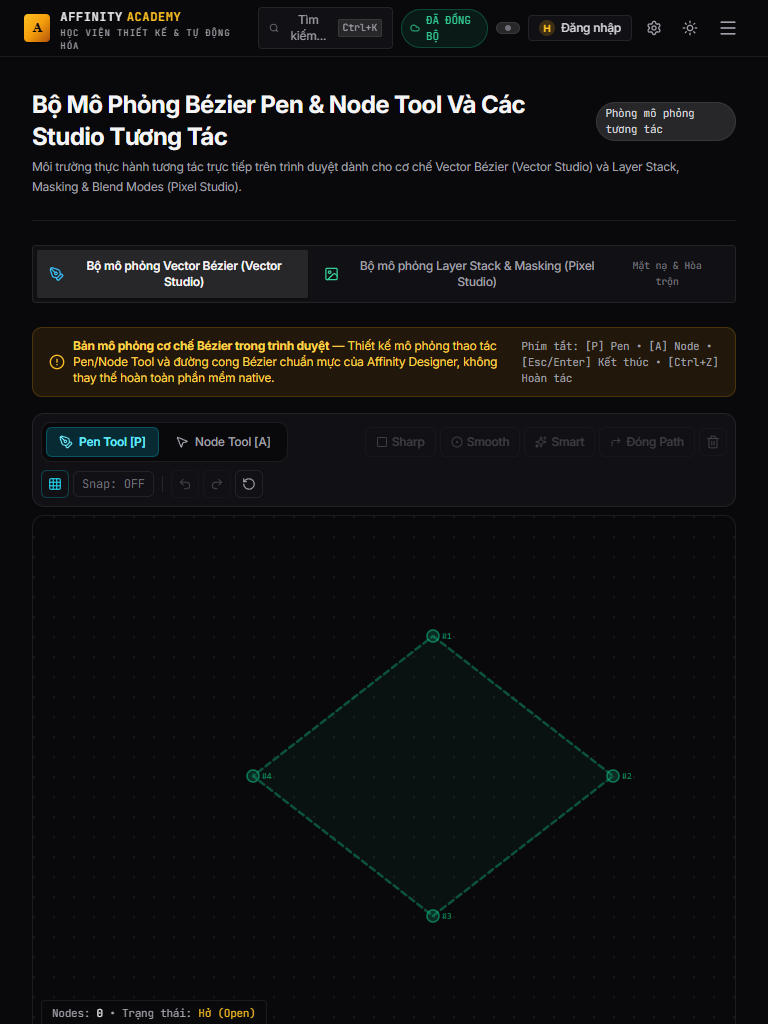 A
AFFINITY ACADEMY
HỌC VIỆN THIẾT KẾ & TỰ ĐỘNG
HÓA
Tìm
kiếm...
Ctrl+K
ĐÃ ĐỒNG
BỘ
H
Đăng nhập
Bộ Mô Phỏng Bézier Pen & Node Tool Và Các
Studio Tương Tác
Phòng mô phỏng
tương tác
Môi trường thực hành tương tác trực tiếp trên trình duyệt dành cho cơ chế Vector Bézier (Vector Studio) và Layer Stack,
Masking & Blend Modes (Pixel Studio).
Bộ mô phỏng Vector Bézier (Vector
Studio)
Bộ mô phỏng Layer Stack & Masking (Pixel
Studio)
Mặt nạ & Hòa
trộn
Bản mô phỏng cơ chế Bézier trong trình duyệt — Thiết kế mô phỏng thao tác
Pen/Node Tool và đường cong Bézier chuẩn mực của Affinity Designer, không
thay thế hoàn toàn phần mềm native.
Phím tắt: [P] Pen • [A] Node •
[Esc/Enter] Kết thúc • [Ctrl+Z]
Hoàn tác
Pen Tool [P]
Node Tool [A]
Sharp
Smooth
Smart
Đóng Path
Snap: OFF
#1
#4
#2
#3
Nodes: 0 • Trạng thái: Hở (Open)